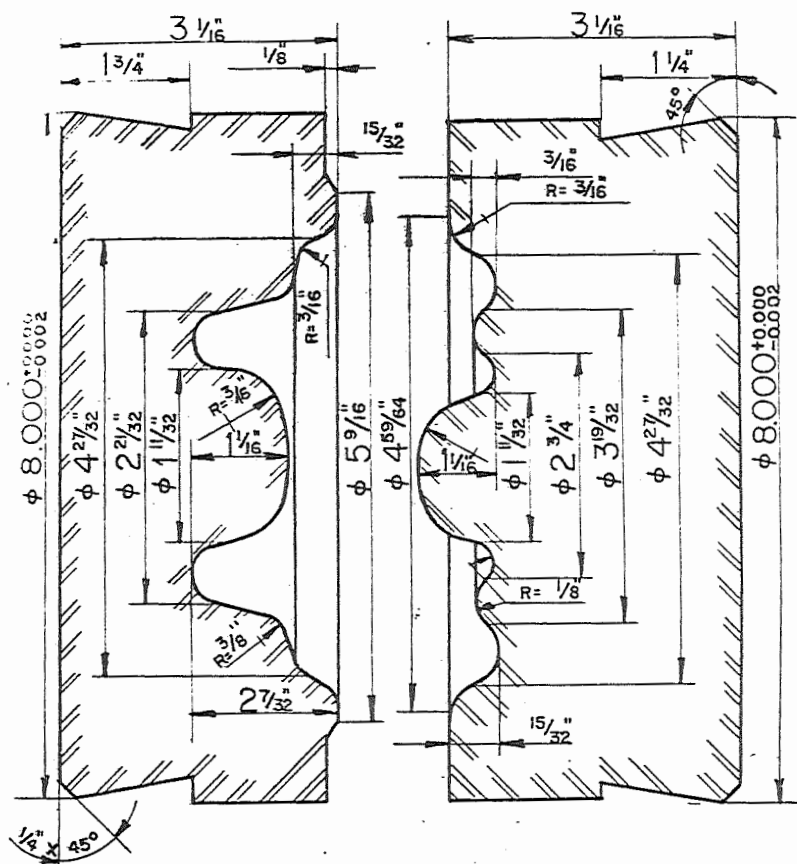 3 1/16"
3 1/16"
1 3/4"
1/8"
1 1/4"
45°
15/32"
3/16"
R= 3/16"
φ 8.000 +0.000 -0.002
φ 4 27/32"
φ 2 21/32"
φ 1 11/32"
R= 3/16"
R= 3/16"
1 1/16"
φ 5 9/16"
φ 4 59/64"
1 1/16"
φ 1 11/32"
φ 2 3/4"
φ 3 19/32"
φ 4 27/32"
φ 8.000 +0.000 -0.002
R= 1/8"
R= 3/8"
2 7/32"
15/32"
1/4" x 45°